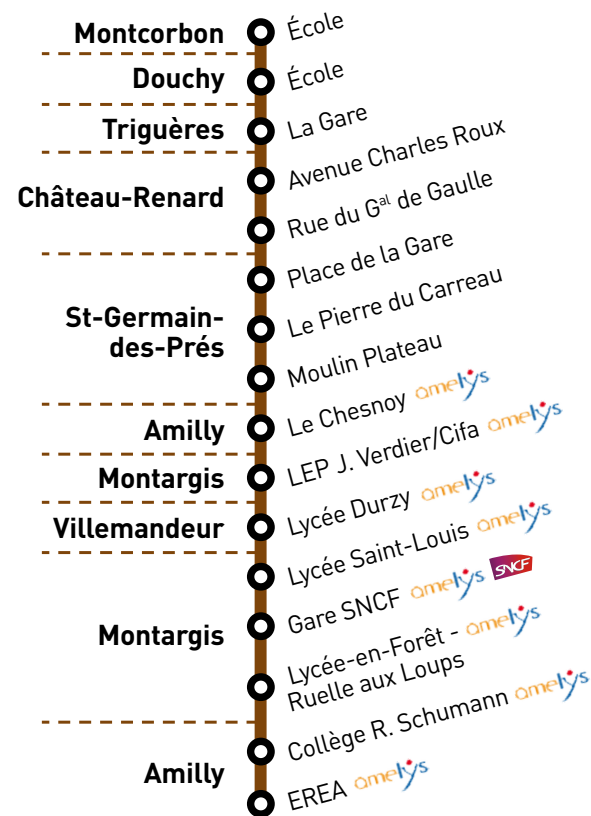 Montcorbon
École
Douchy
École
Triguères
La Gare
Château-Renard
Avenue Charles Roux
Rue du Gal de Gaulle
St-Germain-
des-Prés
Place de la Gare
Le Pierre du Carreau
Moulin Plateau
Amilly
Le Chesnoy amelys
Montargis
LEP J. Verdier/Cifa amelys
Villemandeur
Lycée Durzy amelys
Montargis
Lycée Saint-Louis amelys
Gare SNCF amelys SNCF
Lycée-en-Forêt - amelys
Ruelle aux Loups
Amilly
Collège R. Schumann amelys
EREA amelys